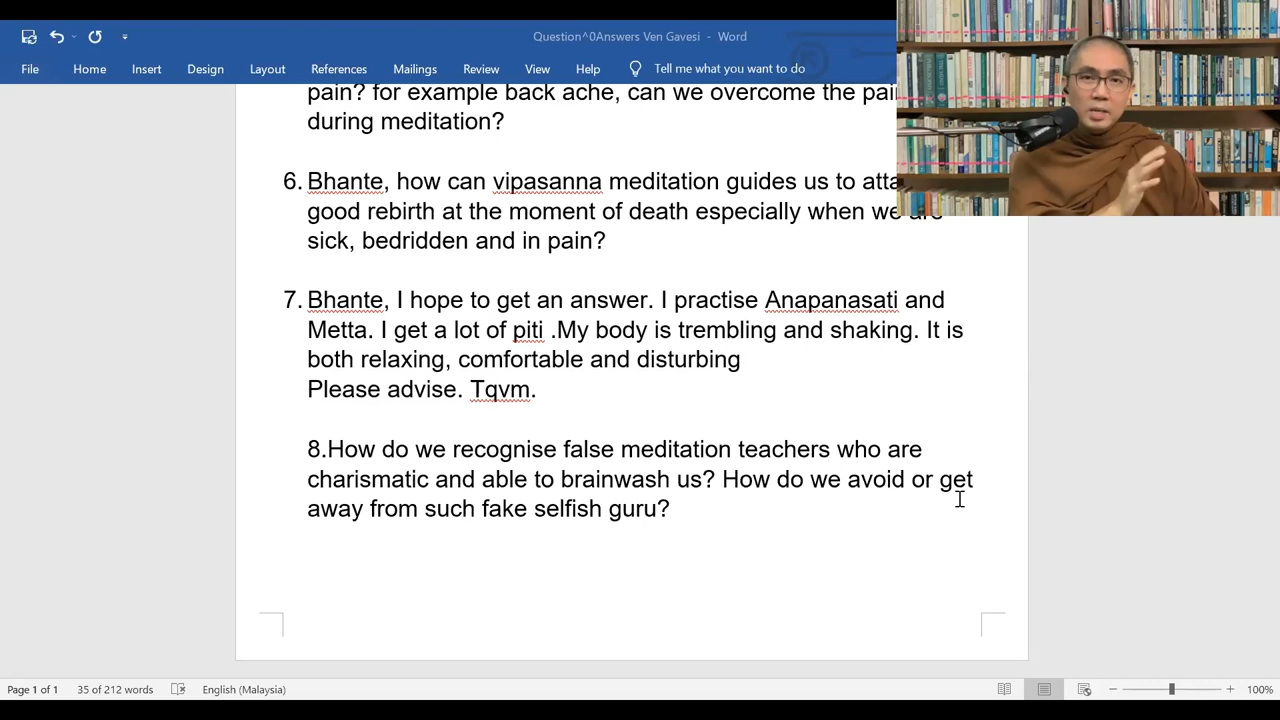 Question^0Answers Ven Gavesi - Word
File Home Insert Design Layout References Mailings Review View Help Tell me what you want to do
pain? for example back ache, can we overcome the
during meditation?
6. Bhante, how can vipasanna meditation guides us to
good rebirth at the moment of death especially when we are
sick, bedridden and in pain?
7. Bhante, I hope to get an answer. I practise Anapanasati and
Metta. I get a lot of piti .My body is trembling and shaking. It is
both relaxing, comfortable and disturbing
Please advise. Tqvm.
8.How do we recognise false meditation teachers who are
charismatic and able to brainwash us? How do we avoid or get
away from such fake selfish guru?
Page 1 of 1 35 of 212 words English (Malaysia) 100%